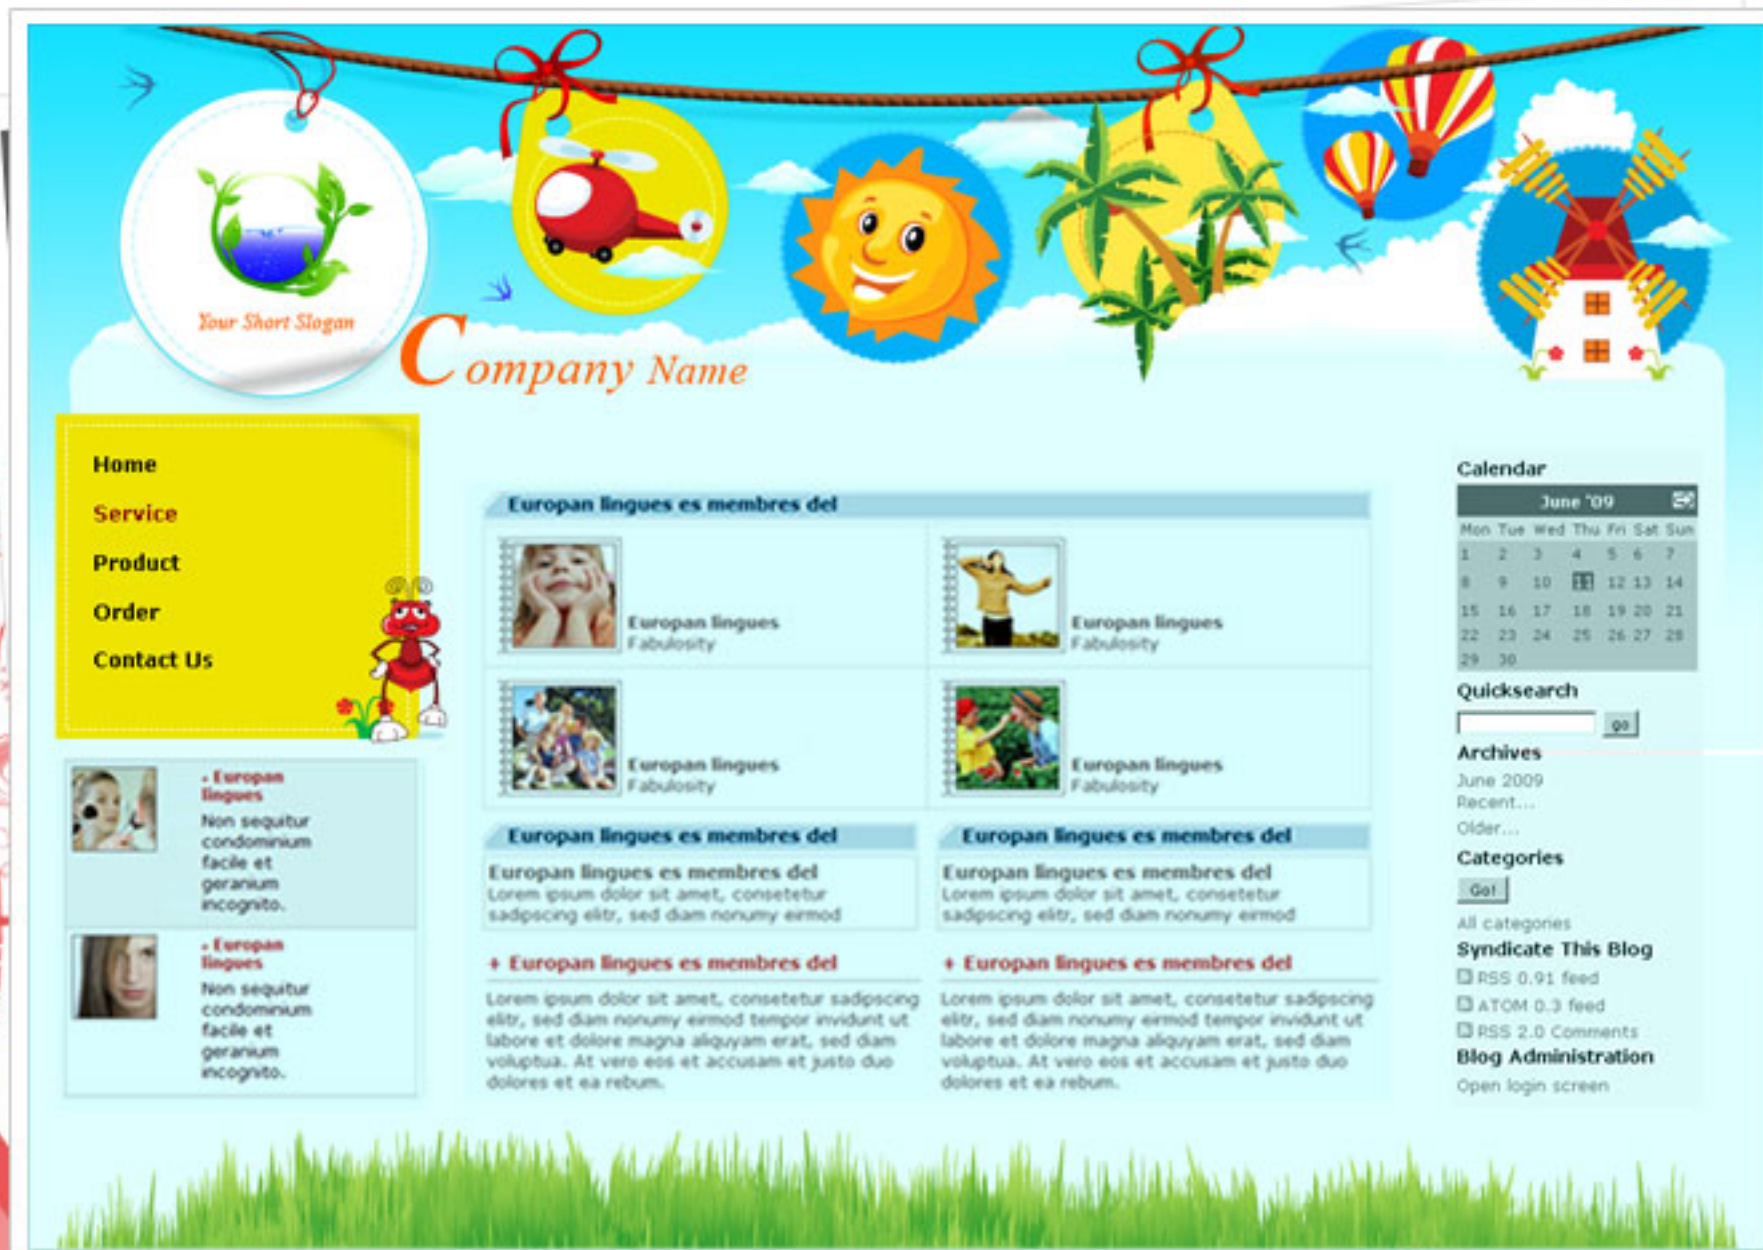 Your Short Slogan
Company Name
Home
Service
Product
Order
Contact Us
Europan
lingues
Non sequitur
condominium
facile et
geranium
incognito.
Europan
lingues
Non sequitur
condominium
facile et
geranium
incognito.
Europan lingues es membres del
Europan lingues
Fabulosity
Europan lingues
Fabulosity
Europan lingues
Fabulosity
Europan lingues
Fabulosity
Europan lingues es membres del
Europan lingues es membres del
Lorem ipsum dolor sit amet, consetetur
sadipscing elitr, sed diam nonumy eirmod
+ Europan lingues es membres del
Lorem ipsum dolor sit amet, consetetur sadipscing
elitr, sed diam nonumy eirmod tempor invidunt ut
labore et dolore magna aliquyam erat, sed diam
voluptua. At vero eos et accusam et justo duo
dolores et ea rebum.
Europan lingues es membres del
Europan lingues es membres del
Lorem ipsum dolor sit amet, consetetur
sadipscing elitr, sed diam nonumy eirmod
+ Europan lingues es membres del
Lorem ipsum dolor sit amet, consetetur sadipscing
elitr, sed diam nonumy eirmod tempor invidunt ut
labore et dolore magna aliquyam erat, sed diam
voluptua. At vero eos et accusam et justo duo
dolores et ea rebum.
Calendar
June '09
Mon Tue Wed Thu Fri Sat Sun
1 2 3 4 5 6 7
8 9 10 11 12 13 14
15 16 17 18 19 20 21
22 23 24 25 26 27 28
29 30
Quicksearch
go
Archives
June 2009
Recent...
Older...
Categories
Go!
All categories
Syndicate This Blog
RSS 0.91 feed
ATOM 0.3 feed
RSS 2.0 Comments
Blog Administration
Open login screen